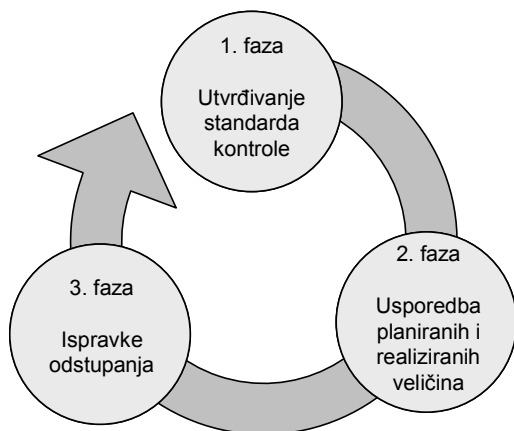 1. faza
Utvrđivanje
standarda
kontrole
2. faza
Usporedba
planiranih i
realiziranih
veličina
3. faza
Ispravke
odstupanja